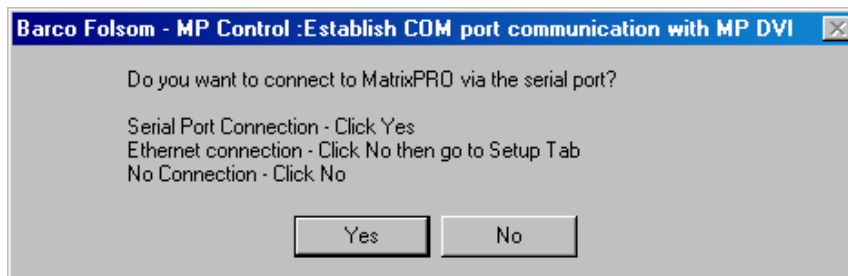 Barco Folsom - MP Control :Establish COM port communication with MP DVI
Do you want to connect to MatrixPRO via the serial port?
Serial Port Connection - Click Yes
Ethernet connection - Click No then go to Setup Tab
No Connection - Click No
Yes No